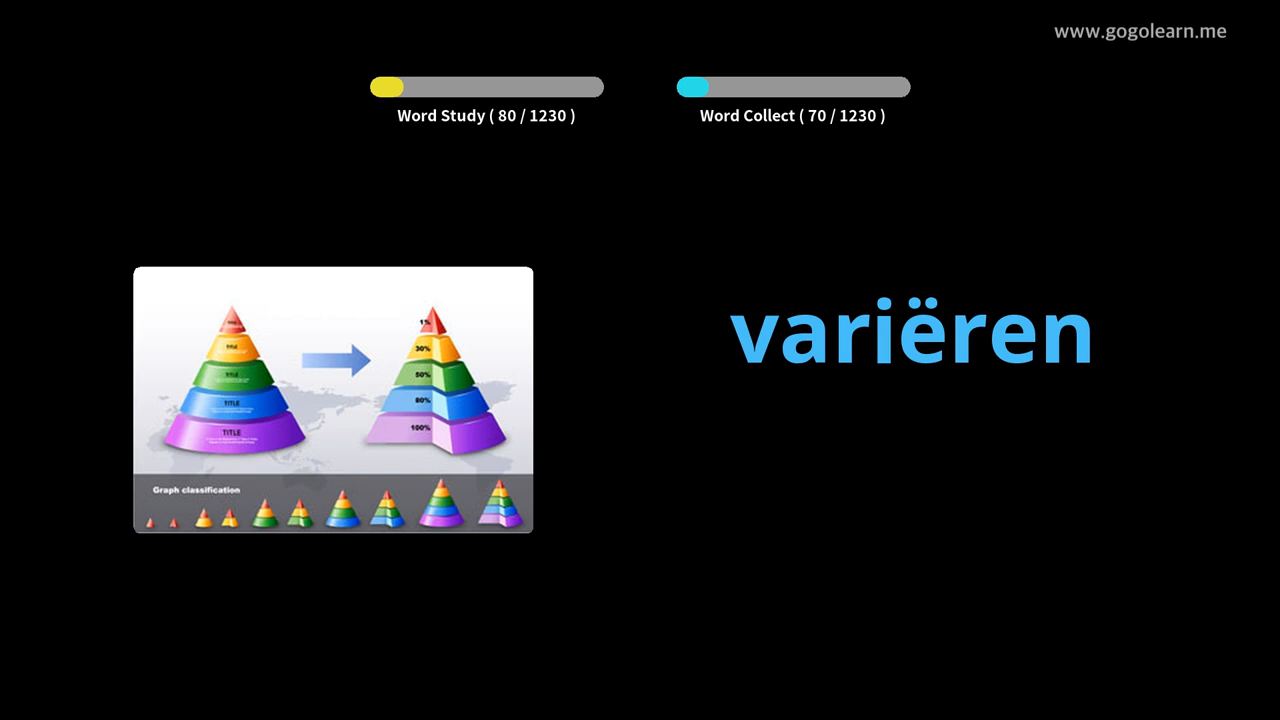 www.gogolearn.me
Word Study ( 80 / 1230 )
Word Collect ( 70 / 1230 )
variëren
TITLE
TITLE
TITLE
TITLE
1%
30%
50%
80%
100%
Graph classification